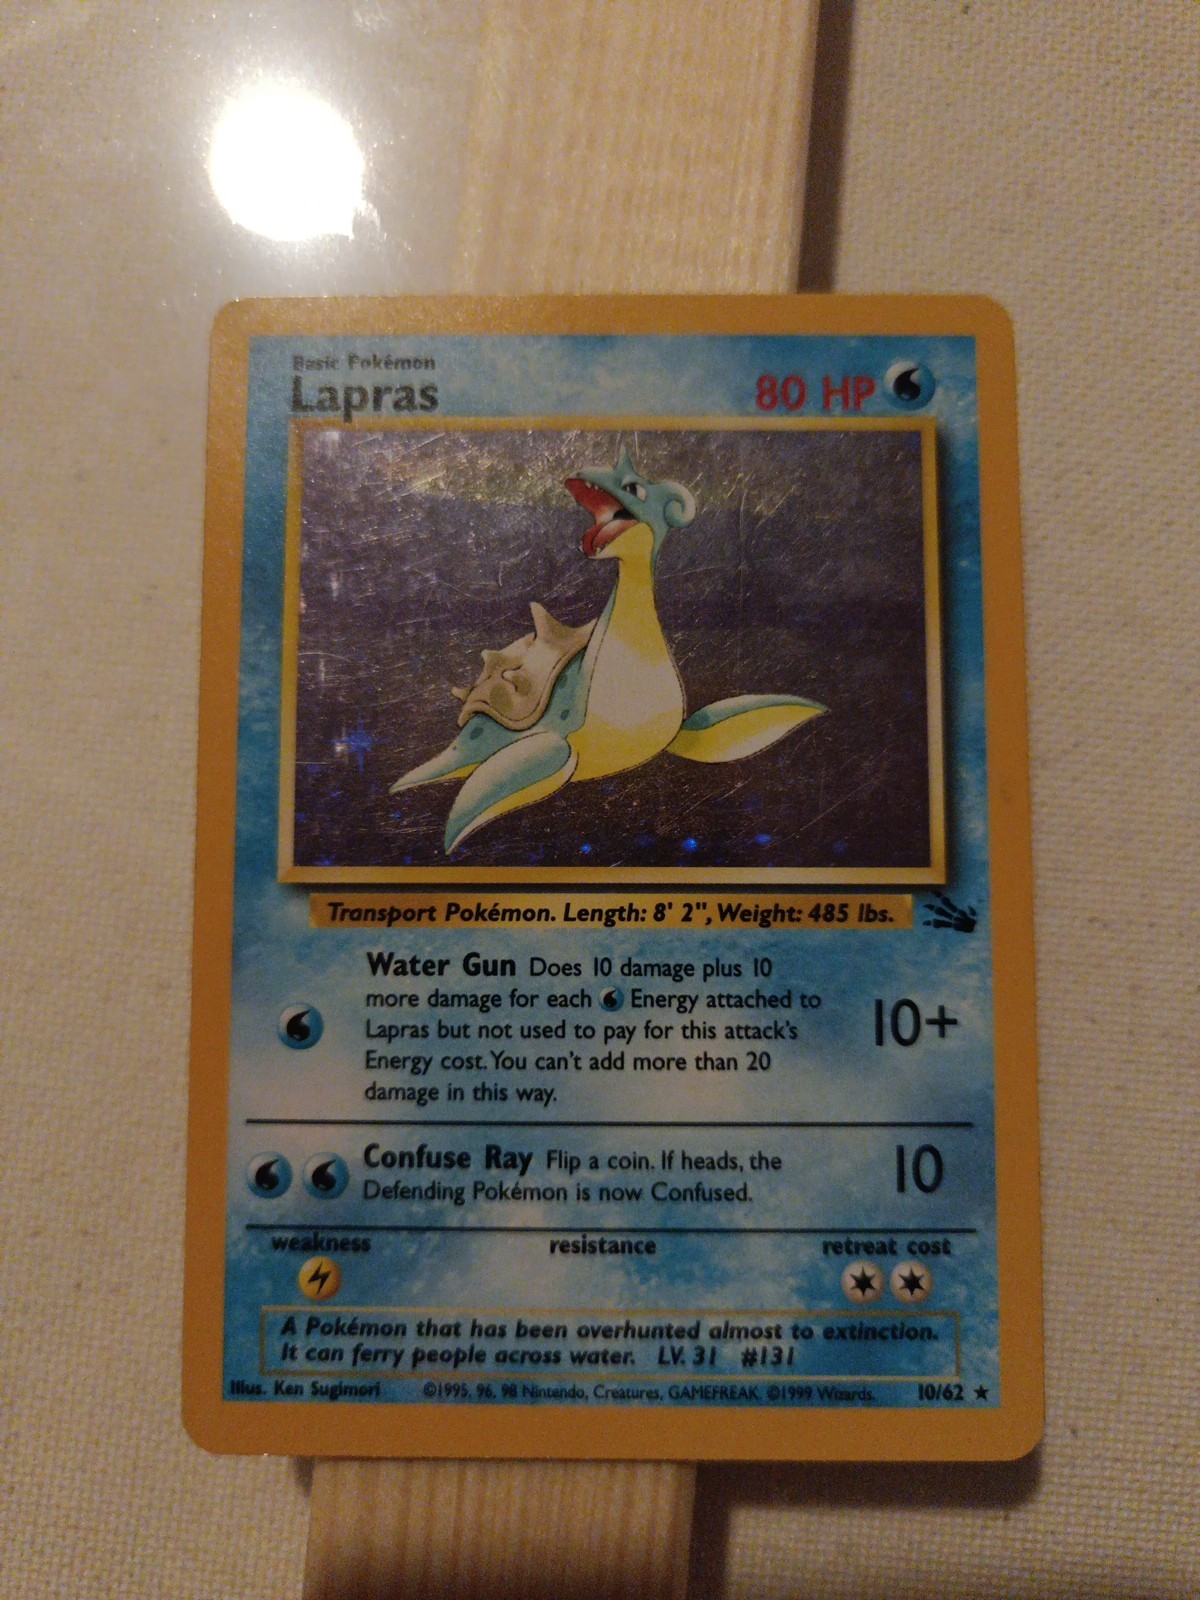 Basic Pokémon
Lapras 80 HP
Transport Pokémon. Length: 8' 2", Weight: 485 lbs.
Water Gun Does 10 damage plus 10
more damage for each Energy attached to
Lapras but not used to pay for this attack's
Energy cost. You can't add more than 20
damage in this way.
10+
Confuse Ray Flip a coin. If heads, the
Defending Pokémon is now Confused.
10
weakness resistance retreat cost
A Pokémon that has been overhunted almost to extinction.
It can ferry people across water. LV. 31 #131
Illus. Ken Sugimori ©1995, 96, 98 Nintendo, Creatures, GAMEFREAK. ©1999 Wizards. 10/62 ★